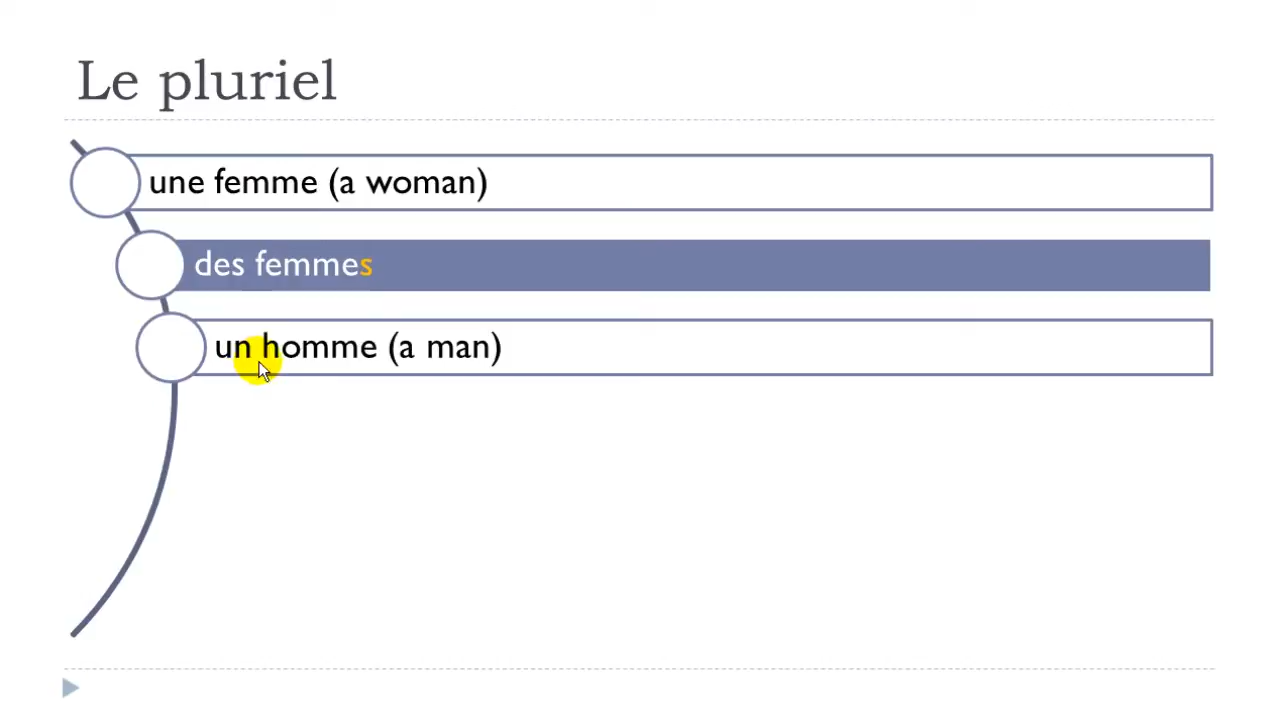 Le pluriel
une femme (a woman)
des femmes
un homme (a man)